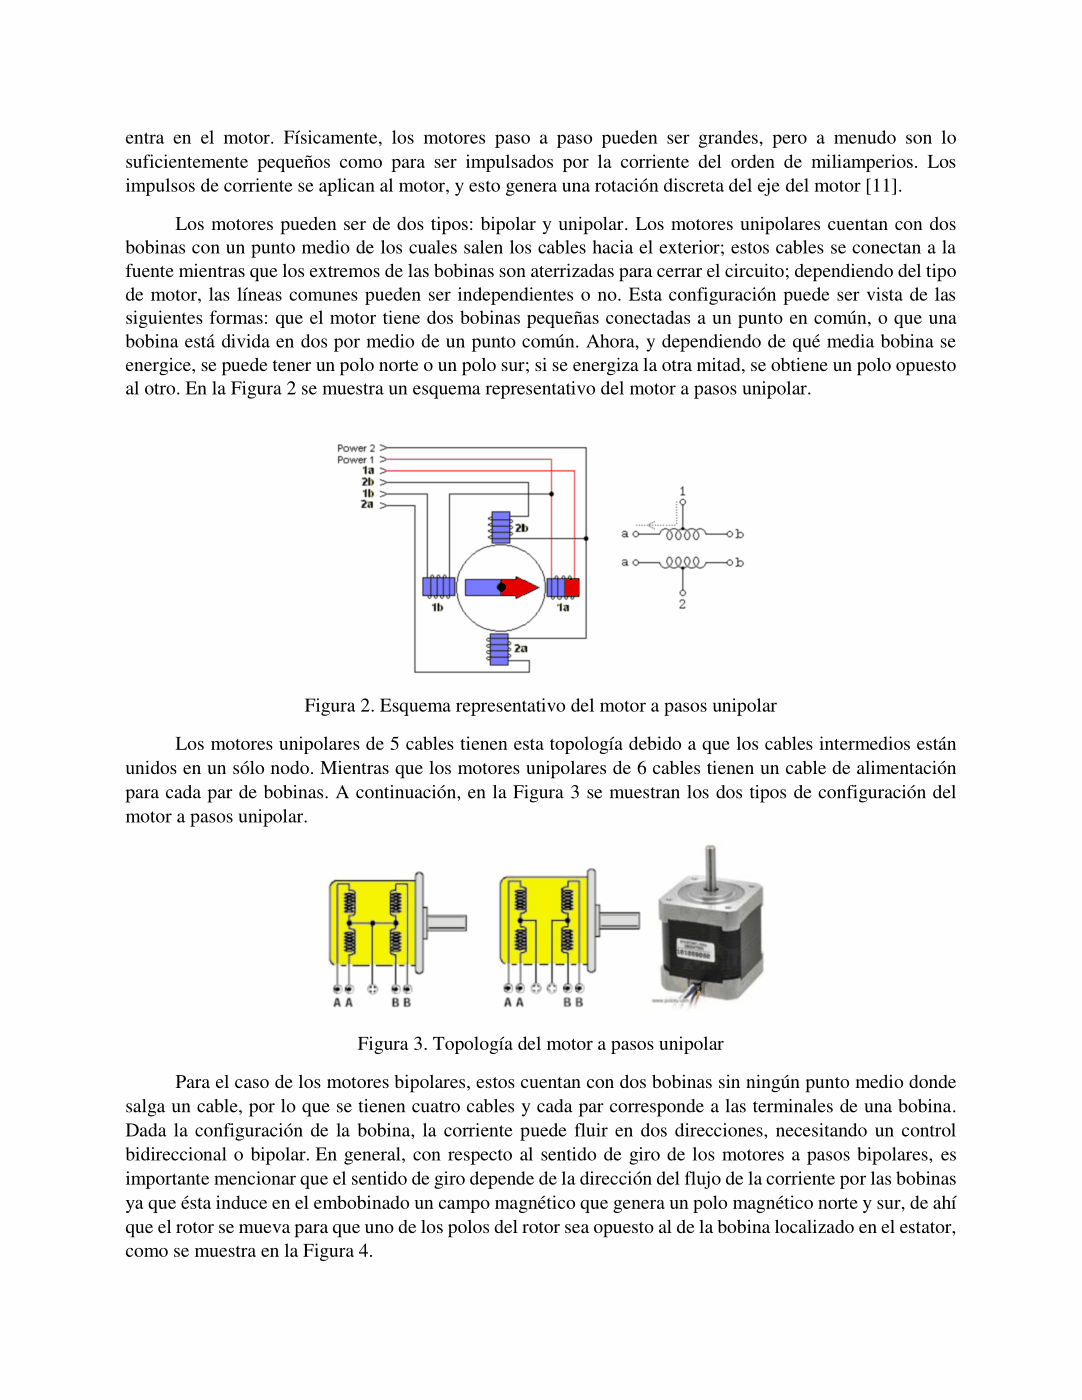 entra en el motor. Físicamente, los motores paso a paso pueden ser grandes, pero a menudo son lo
suficientemente pequeños como para ser impulsados por la corriente del orden de miliamperios. Los
impulsos de corriente se aplican al motor, y esto genera una rotación discreta del eje del motor [11].
Los motores pueden ser de dos tipos: bipolar y unipolar. Los motores unipolares cuentan con dos
bobinas con un punto medio de los cuales salen los cables hacia el exterior; estos cables se conectan a la
fuente mientras que los extremos de las bobinas son aterrizadas para cerrar el circuito; dependiendo del tipo
de motor, las líneas comunes pueden ser independientes o no. Esta configuración puede ser vista de las
siguientes formas: que el motor tiene dos bobinas pequeñas conectadas a un punto en común, o que una
bobina está divida en dos por medio de un punto común. Ahora, y dependiendo de qué media bobina se
energice, se puede tener un polo norte o un polo sur; si se energiza la otra mitad, se obtiene un polo opuesto
al otro. En la Figura 2 se muestra un esquema representativo del motor a pasos unipolar.
Power 2
Power 1
1a
2b
1b
2a
2b
1b
1a
2a
1
a b
a b
2
Figura 2. Esquema representativo del motor a pasos unipolar
Los motores unipolares de 5 cables tienen esta topología debido a que los cables intermedios están
unidos en un sólo nodo. Mientras que los motores unipolares de 6 cables tienen un cable de alimentación
para cada par de bobinas. A continuación, en la Figura 3 se muestran los dos tipos de configuración del
motor a pasos unipolar.
A A B B
A A B B
Figura 3. Topología del motor a pasos unipolar
Para el caso de los motores bipolares, estos cuentan con dos bobinas sin ningún punto medio donde
salga un cable, por lo que se tienen cuatro cables y cada par corresponde a las terminales de una bobina.
Dada la configuración de la bobina, la corriente puede fluir en dos direcciones, necesitando un control
bidireccional o bipolar. En general, con respecto al sentido de giro de los motores a pasos bipolares, es
importante mencionar que el sentido de giro depende de la dirección del flujo de la corriente por las bobinas
ya que ésta induce en el embobinado un campo magnético que genera un polo magnético norte y sur, de ahí
que el rotor se mueva para que uno de los polos del rotor sea opuesto al de la bobina localizado en el estator,
como se muestra en la Figura 4.